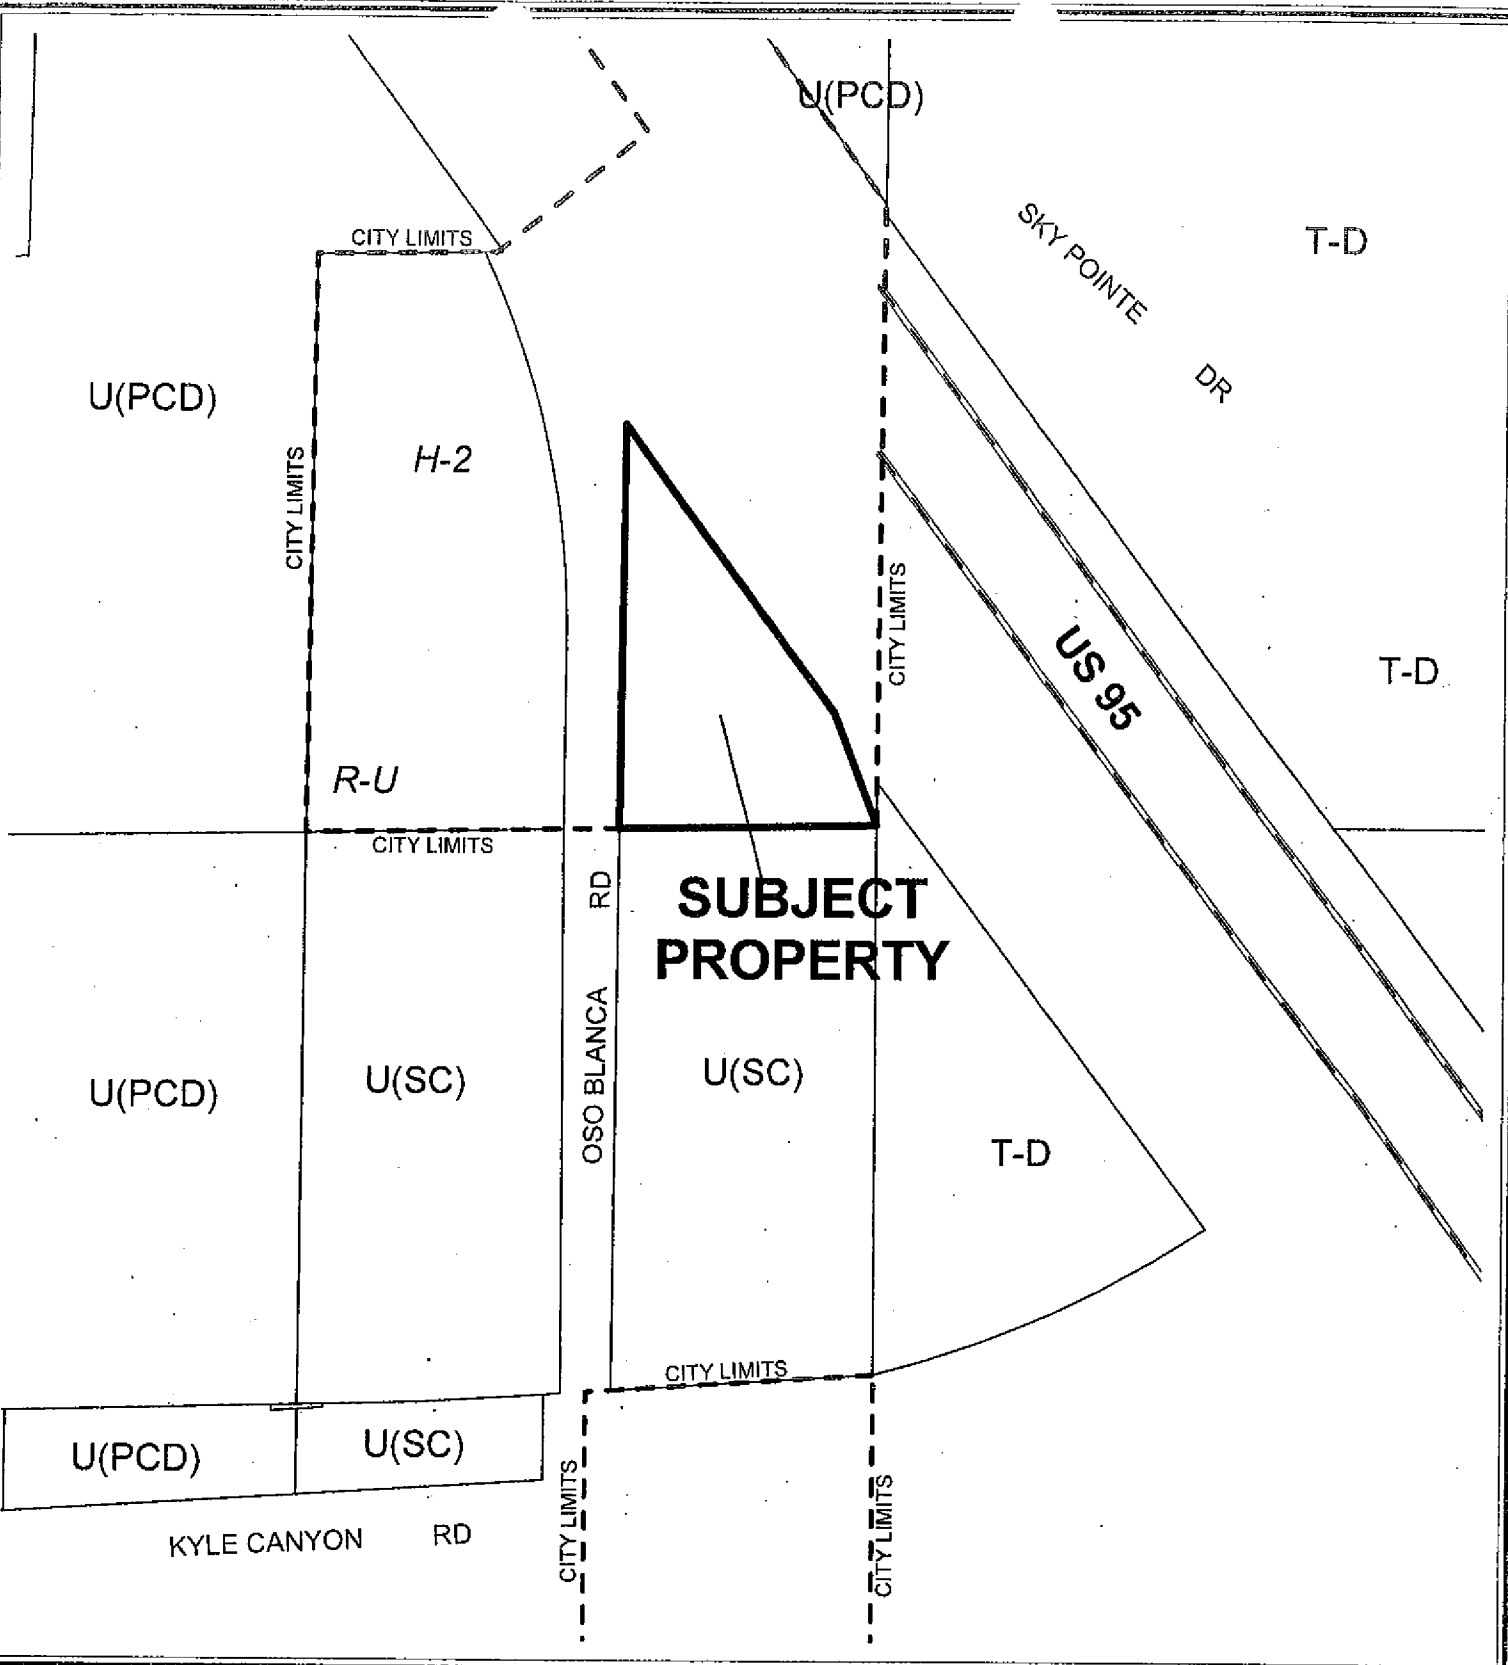 U(PCD)
SKY POINTE
DR
T-D
CITY LIMITS
U(PCD)
H-2
CITY LIMITS
CITY LIMITS
US 95
T-D
R-U
CITY LIMITS
RD
SUBJECT
PROPERTY
OSO BLANCA
U(PCD)
U(SC)
U(SC)
T-D
CITY LIMITS
U(PCD)
U(SC)
CITY LIMITS
CITY LIMITS
KYLE CANYON RD